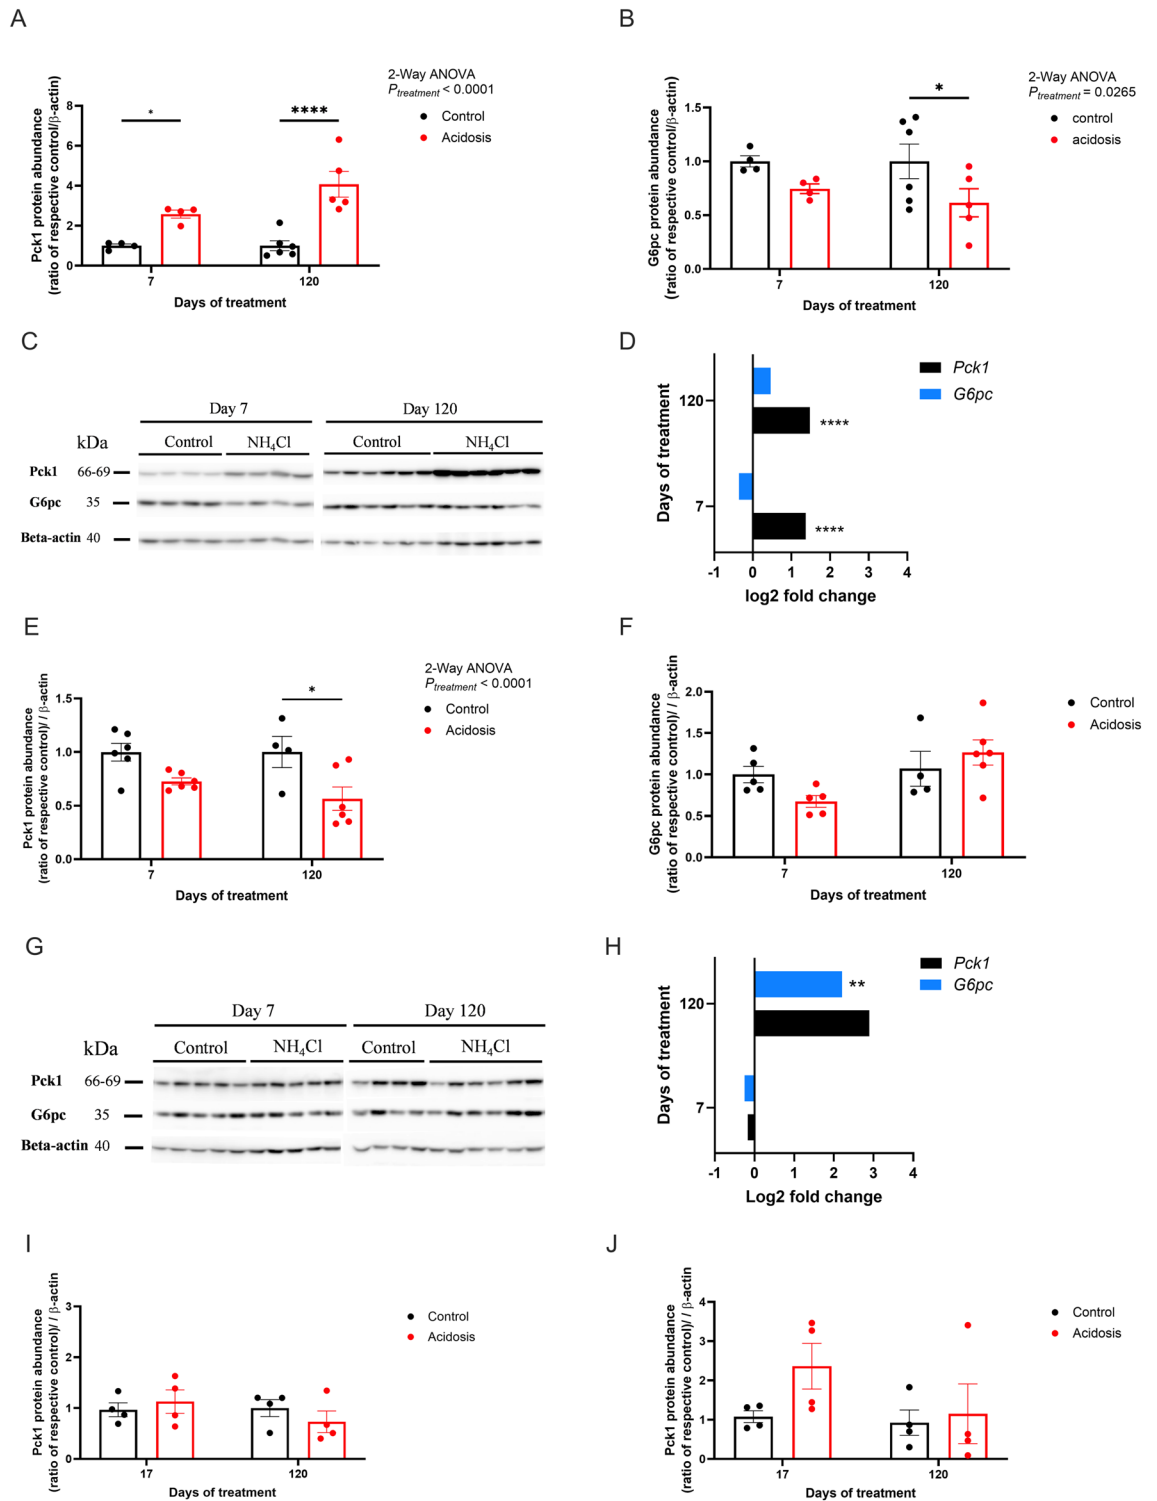 A
2-Way ANOVA
Ptreatment < 0.0001
Control
Acidosis
*
****
Pck1 protein abundance
(ratio of respective control/β-actin)
8
6
4
2
0
7
120
Days of treatment
B
2-Way ANOVA
Ptreatment = 0.0265
control
acidosis
*
G6pc protein abundance
(ratio of respective control/β-actin)
1.5
1.0
0.5
0.0
7
120
Days of treatment
C
Day 7
Day 120
kDa
Control
NH4Cl
Control
NH4Cl
Pck1 66-69
G6pc 35
Beta-actin 40
D
Pck1
G6pc
Days of treatment
120
****
7
****
-1 0 1 2 3 4
log2 fold change
E
2-Way ANOVA
Ptreatment < 0.0001
Control
Acidosis
*
Pck1 protein abundance
(ratio of respective control)/ / β-actin
1.5
1.0
0.5
0.0
7
120
Days of treatment
F
Control
Acidosis
G6pc protein abundance
(ratio of respective control)/ / β-actin
2.0
1.5
1.0
0.5
0.0
7
120
Days of treatment
G
Day 7
Day 120
kDa
Control
NH4Cl
Control
NH4Cl
Pck1 66-69
G6pc 35
Beta-actin 40
H
Pck1
G6pc
Days of treatment
**
120
7
-1 0 1 2 3 4
Log2 fold change
I
Control
Acidosis
Pck1 protein abundance
(ratio of respective control)/ / β-actin
3
2
1
0
17
120
Days of treatment
J
Control
Acidosis
Pck1 protein abundance
(ratio of respective control)/ / β-actin
4
3
2
1
0
17
120
Days of treatment